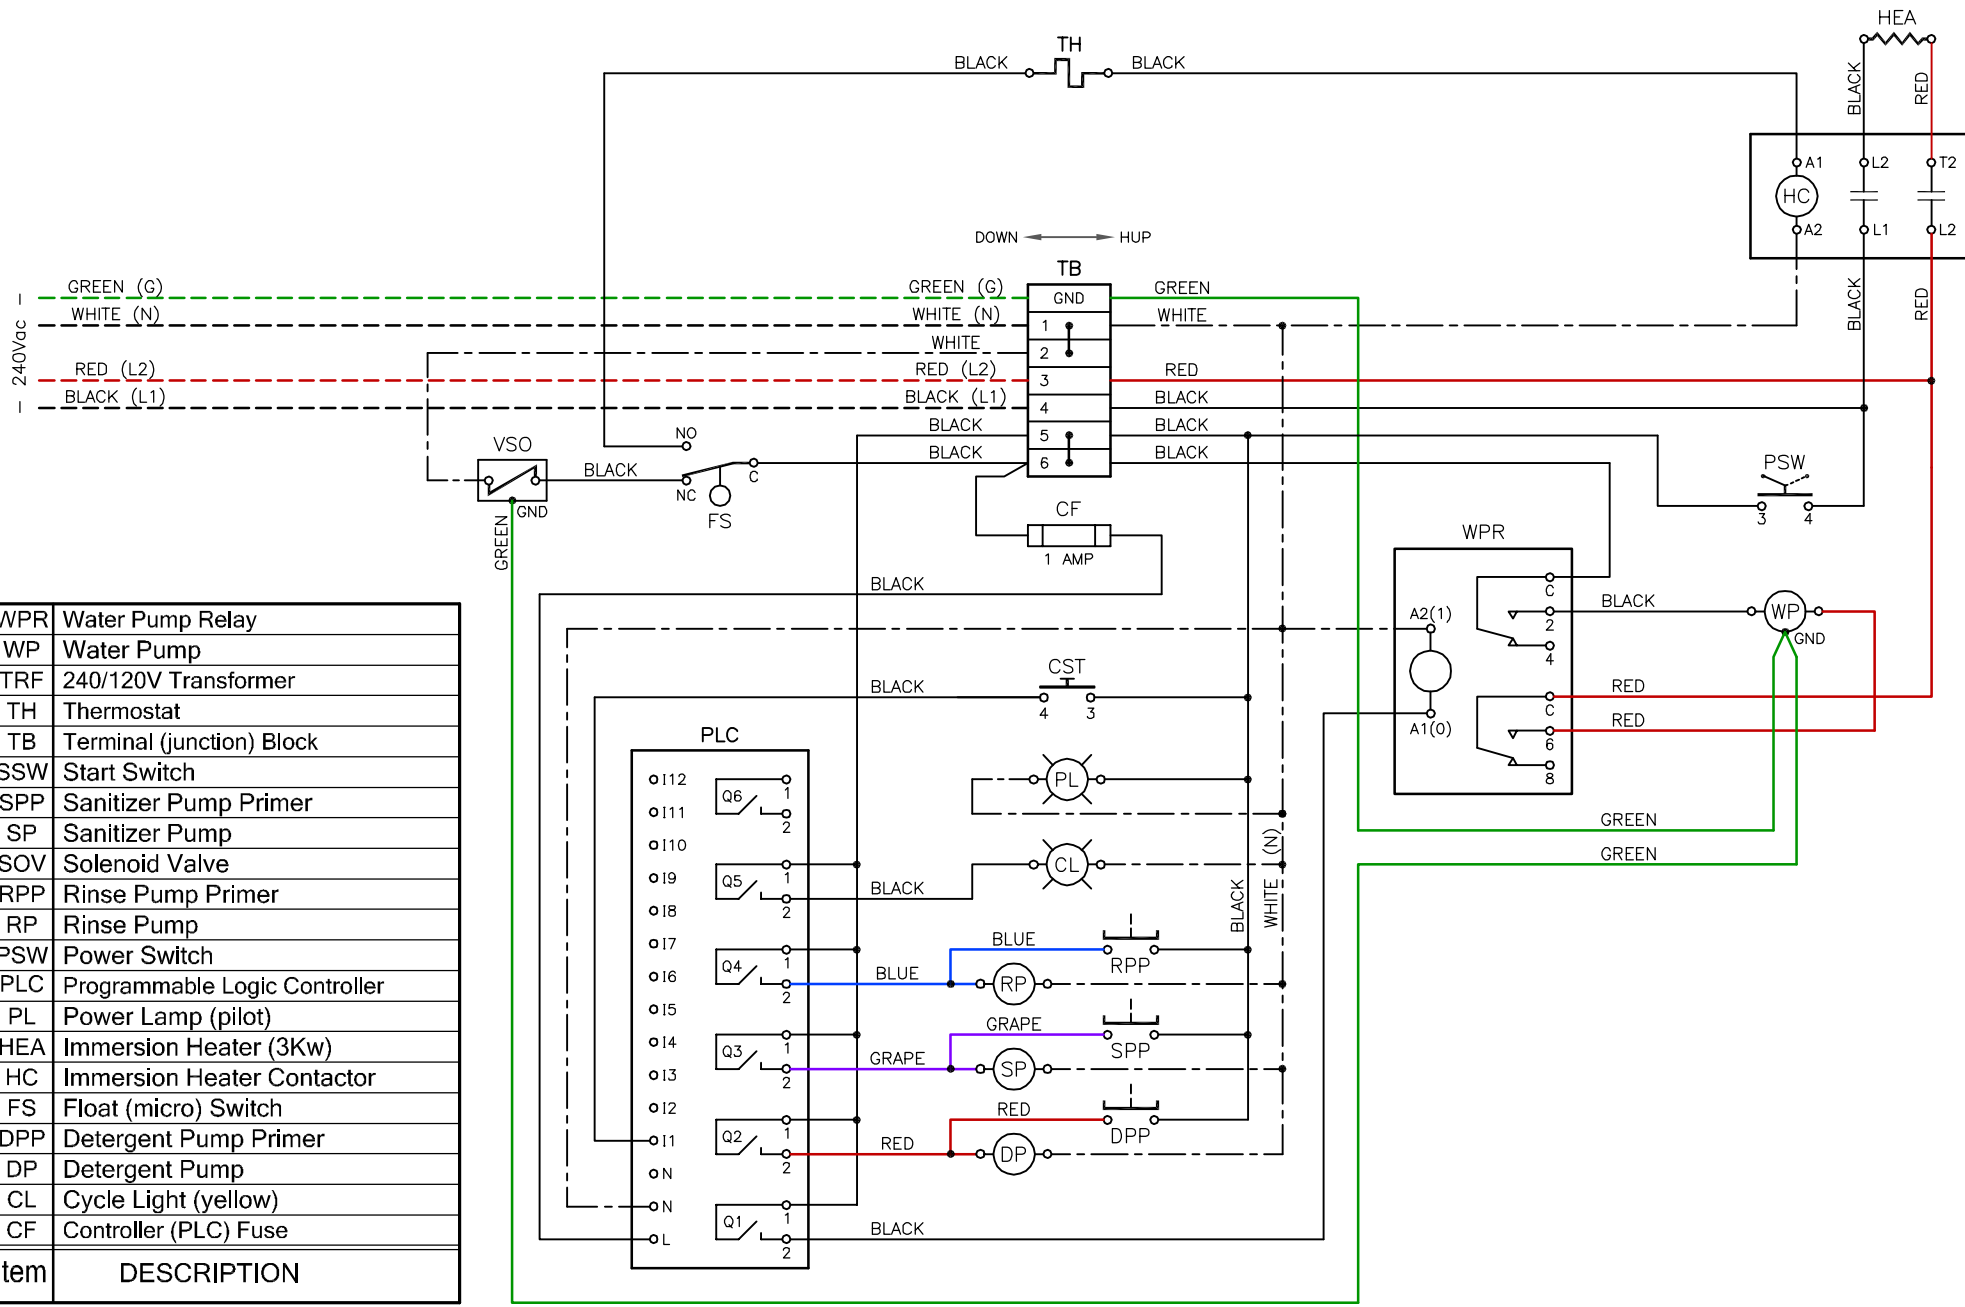 HEA
TH
BLACK
BLACK
BLACK
RED
A1
L2
T2
HC
A2
L1
L2
DOWN
HUP
TB
240Vac
GREEN (G)
GREEN (G)
GND
GREEN
WHITE (N)
WHITE (N)
1
WHITE
WHITE
2
RED (L2)
RED (L2)
3
RED
BLACK (L1)
BLACK (L1)
4
BLACK
BLACK
5
BLACK
BLACK
6
BLACK
BLACK
RED
NO
VSO
BLACK
C
NC
FS
GND
GREEN
CF
1 AMP
BLACK
PSW
3
4
WPR
C
2
4
A2(1)
A1(0)
C
6
8
BLACK
WP
GND
RED
RED
GREEN
GREEN
CST
BLACK
4
3
PLC
I12
I11
I10
I9
I8
I7
I6
I5
I4
I3
I2
I1
N
N
L
Q6
1
2
Q5
1
2
Q4
1
2
Q3
1
2
Q2
1
2
Q1
1
2
PL
CL
BLACK
BLACK
WHITE (N)
BLUE
BLUE
RPP
RP
GRAPE
GRAPE
SPP
SP
RED
RED
DPP
DP
BLACK
WPR Water Pump Relay
WP Water Pump
TRF 240/120V Transformer
TH Thermostat
TB Terminal (junction) Block
SSW Start Switch
SPP Sanitizer Pump Primer
SP Sanitizer Pump
SOV Solenoid Valve
RPP Rinse Pump Primer
RP Rinse Pump
PSW Power Switch
PLC Programmable Logic Controller
PL Power Lamp (pilot)
HEA Immersion Heater (3Kw)
HC Immersion Heater Contactor
FS Float (micro) Switch
DPP Detergent Pump Primer
DP Detergent Pump
CL Cycle Light (yellow)
CF Controller (PLC) Fuse
tem DESCRIPTION